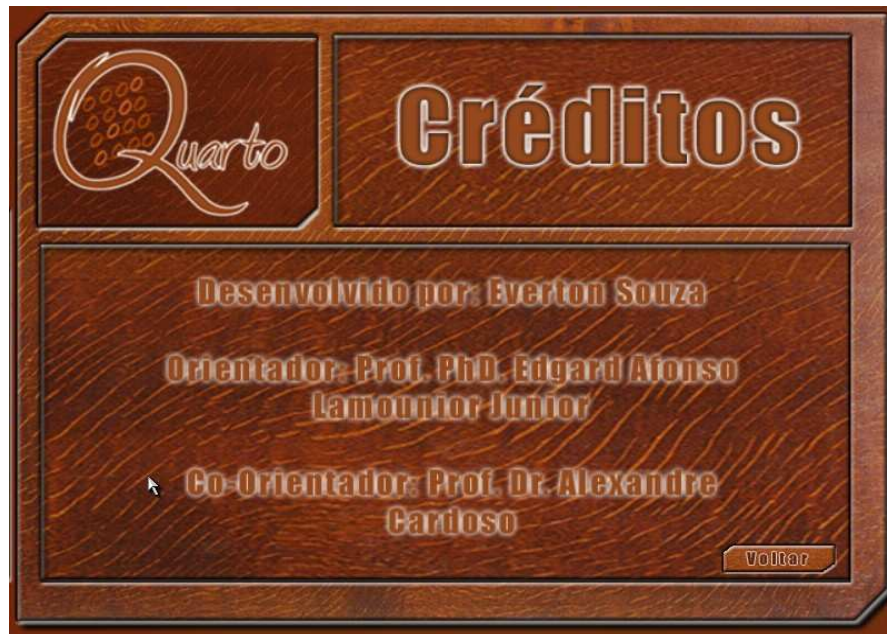 Quarto
Créditos
Desenvolvido por: Everton Souza
Orientador: Prof. PhD. Edgard Afonso
Lamounior Junior
Co-Orientador: Prof. Dr. Alexandre
Cardoso
Voltar